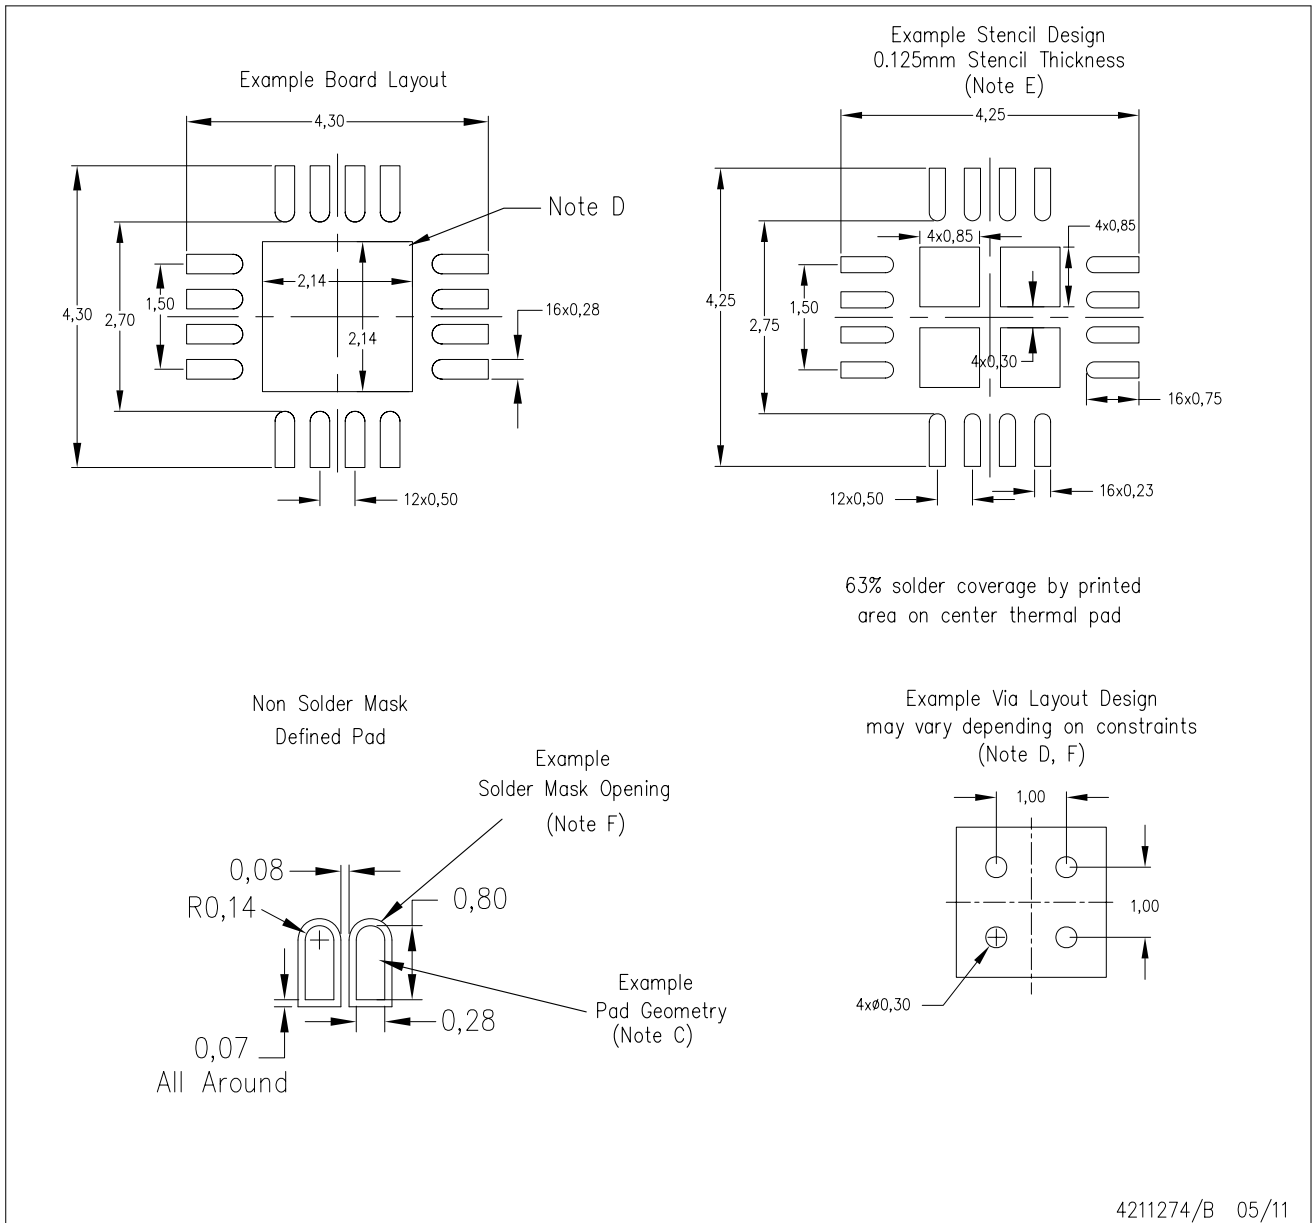 Example Board Layout
4,30
Note D
2,14
1,50
4,30
2,70
2,14
16x0,28
12x0,50
Example Stencil Design
0.125mm Stencil Thickness
(Note E)
4,25
4x0,85
4x0,85
1,50
4,25
2,75
4x0,30
16x0,75
12x0,50
16x0,23
63% solder coverage by printed
area on center thermal pad
Non Solder Mask
Defined Pad
Example
Solder Mask Opening
(Note F)
0,08
R0,14
0,80
Example
Pad Geometry
(Note C)
0,28
0,07
All Around
Example Via Layout Design
may vary depending on constraints
(Note D, F)
1,00
1,00
4xø0,30
4211274/B 05/11